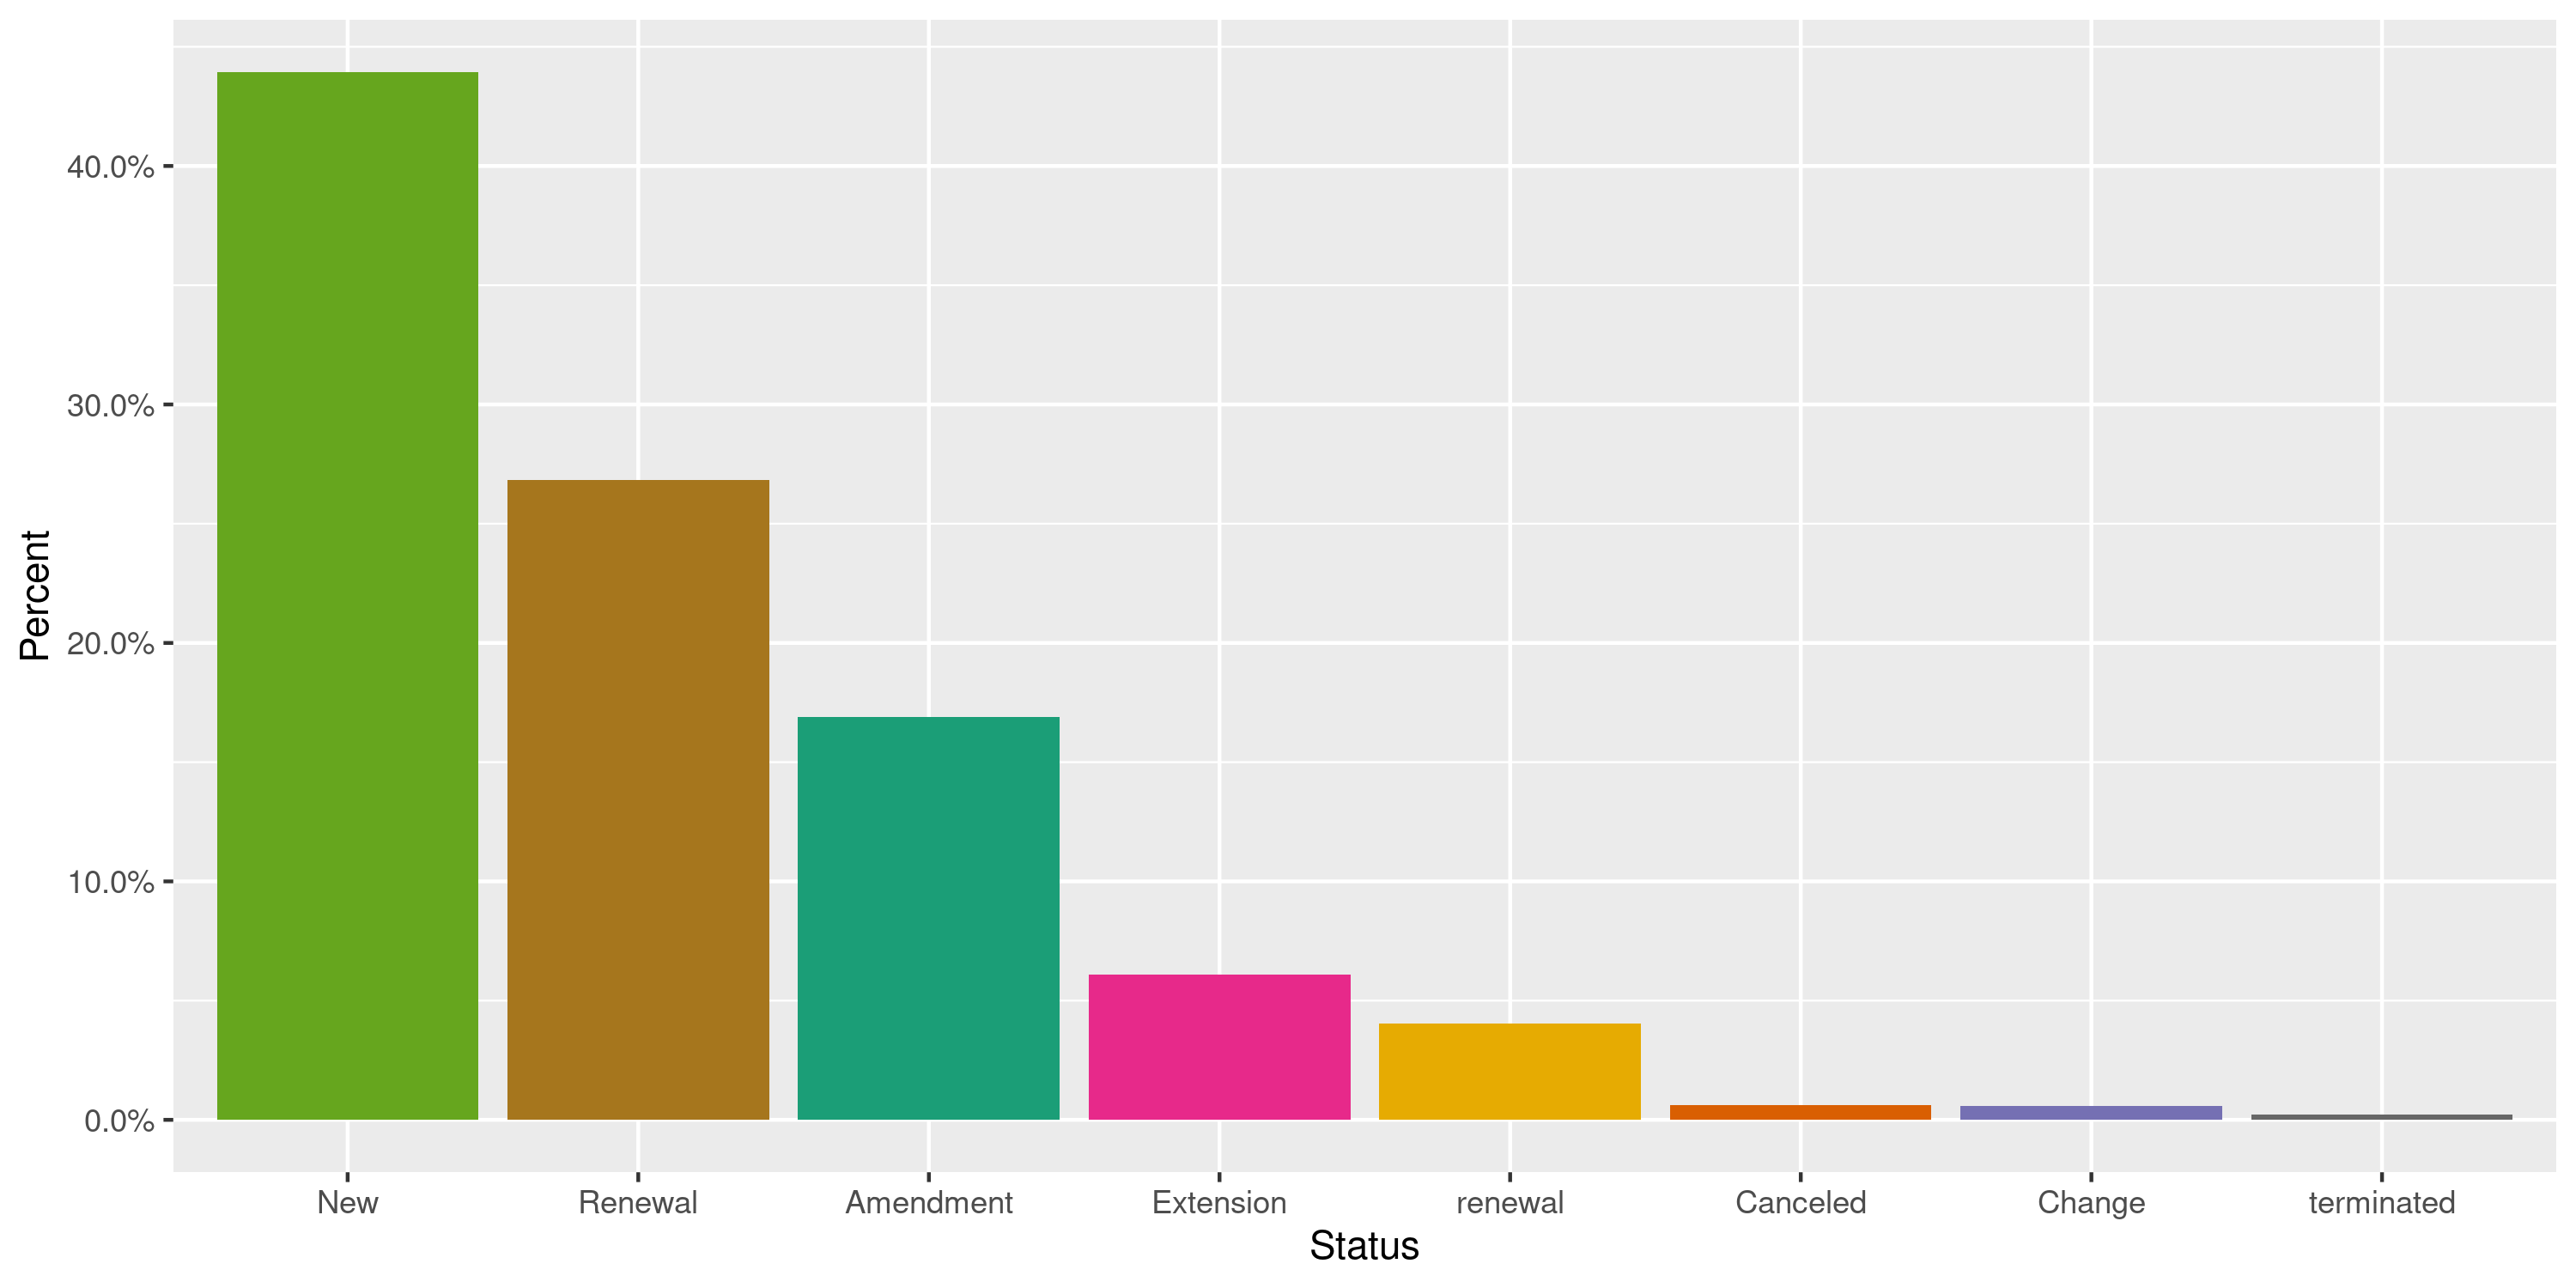 Percent
40.0%
30.0%
20.0%
10.0%
0.0%
New Renewal Amendment Extension renewal Canceled Change terminated
Status